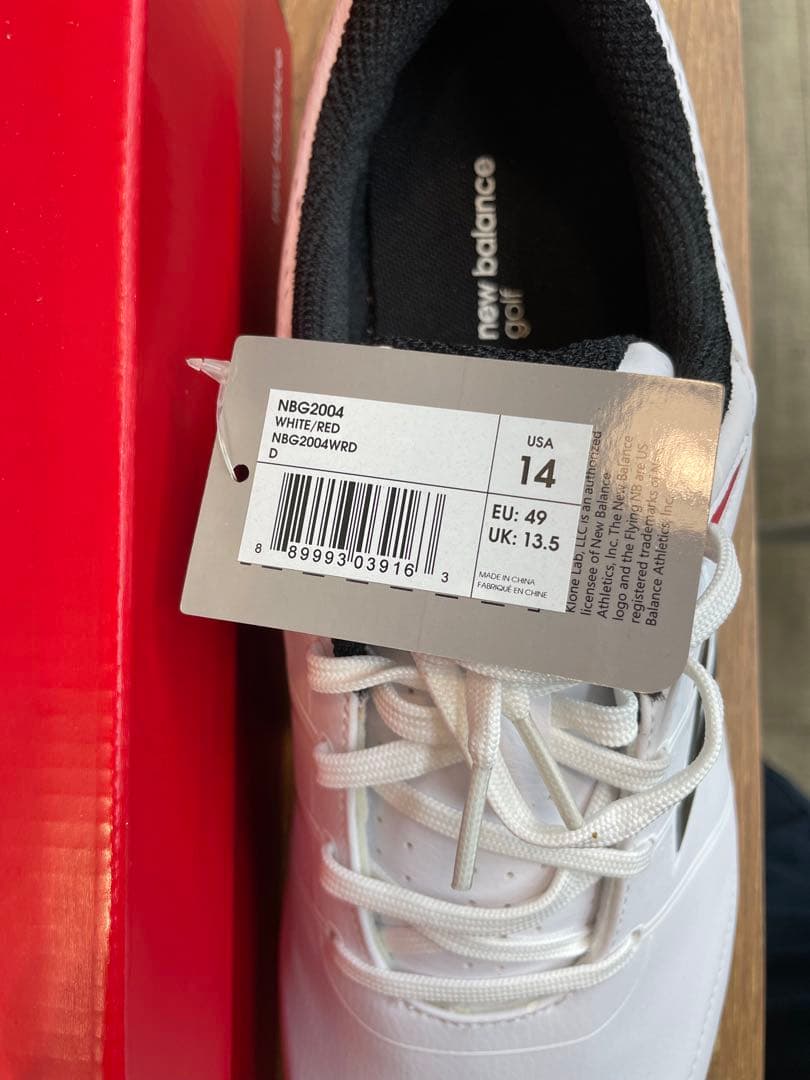 new balance
golf
NBG2004
WHITE/RED
NBG2004WRD
D
USA
14
EU: 49
UK: 13.5
8 89993 03916 3
MADE IN CHINA
FABRIQUÉ EN CHINE
Klone Lab, LLC is an authorized
licensee of New Balance
Athletics, Inc. The New Balance
logo and the Flying NB are US
registered trademarks of N
Balance Athletics, Inc.